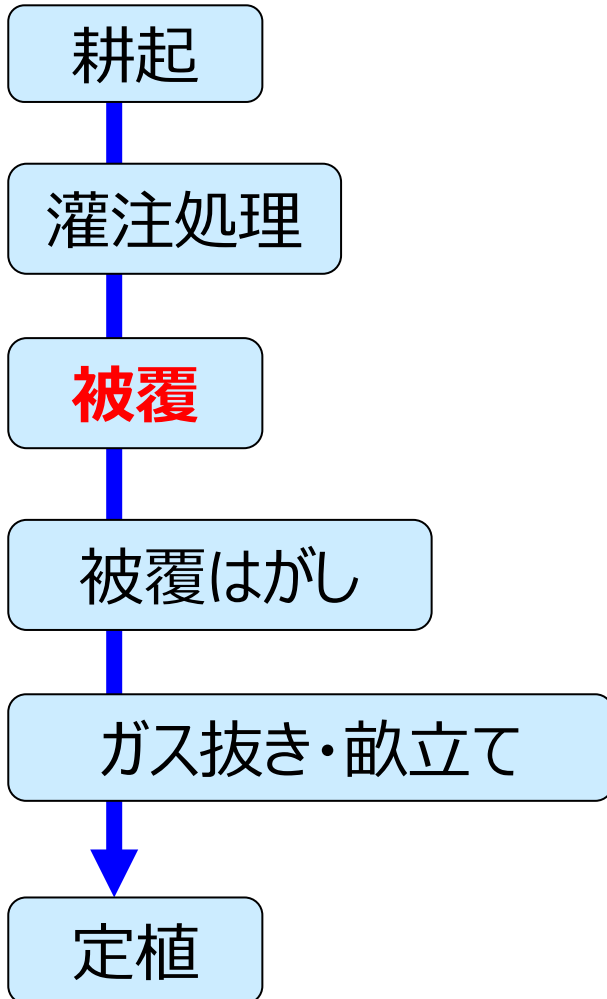 耕起
灌注処理
被覆
被覆はがし
ガス抜き・畝立て
定植